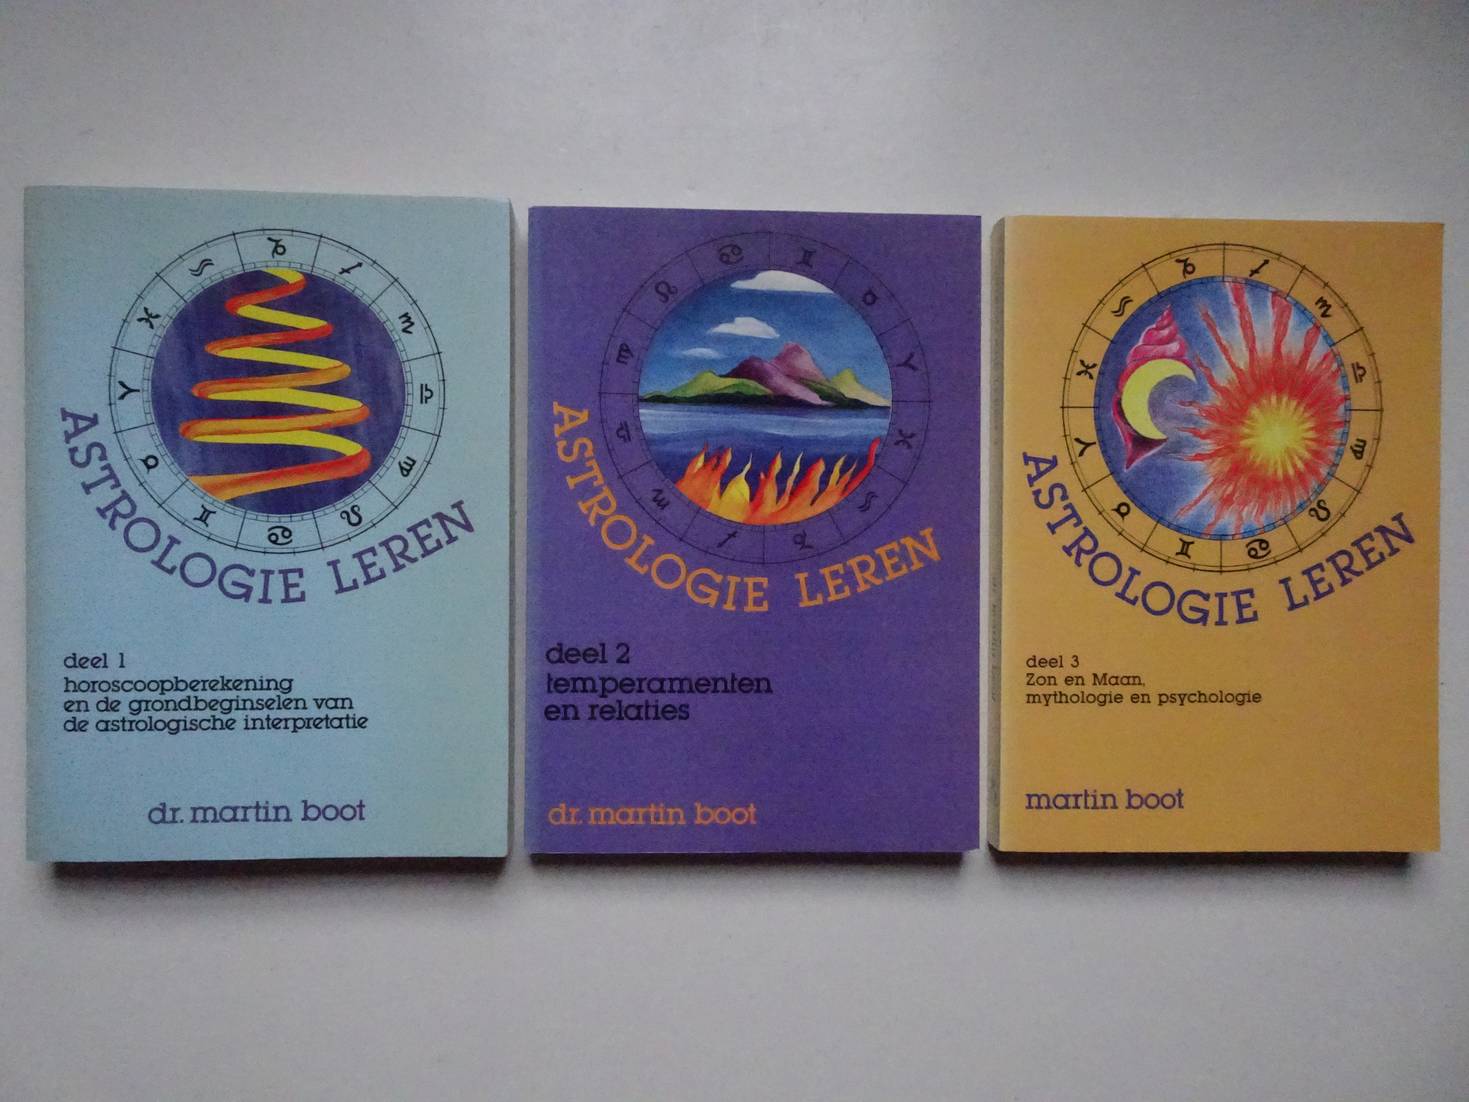 ASTROLOGIE LEREN
deel 1
horoscoopberekening
en de grondbeginselen van
de astrologische interpretatie
dr. martin boot
ASTROLOGIE LEREN
deel 2
temperamenten
en relaties
dr. martin boot
ASTROLOGIE LEREN
deel 3
Zon en Maan,
mythologie en psychologie
martin boot